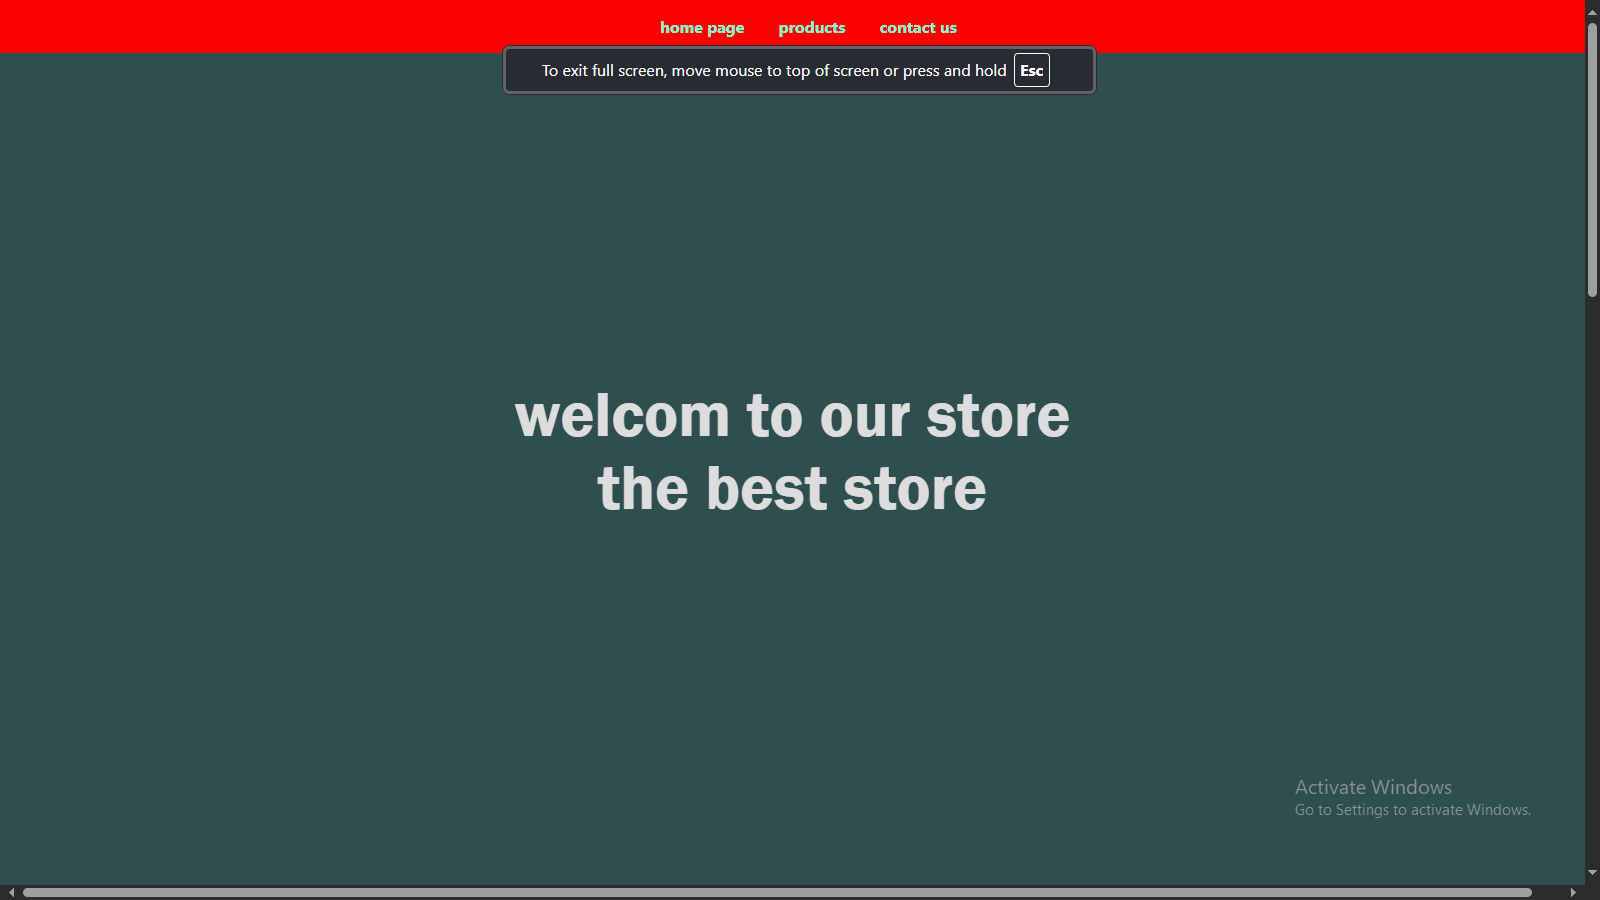 home page products contact us
To exit full screen, move mouse to top of screen or press and hold Esc
welcom to our store
the best store
Activate Windows
Go to Settings to activate Windows.